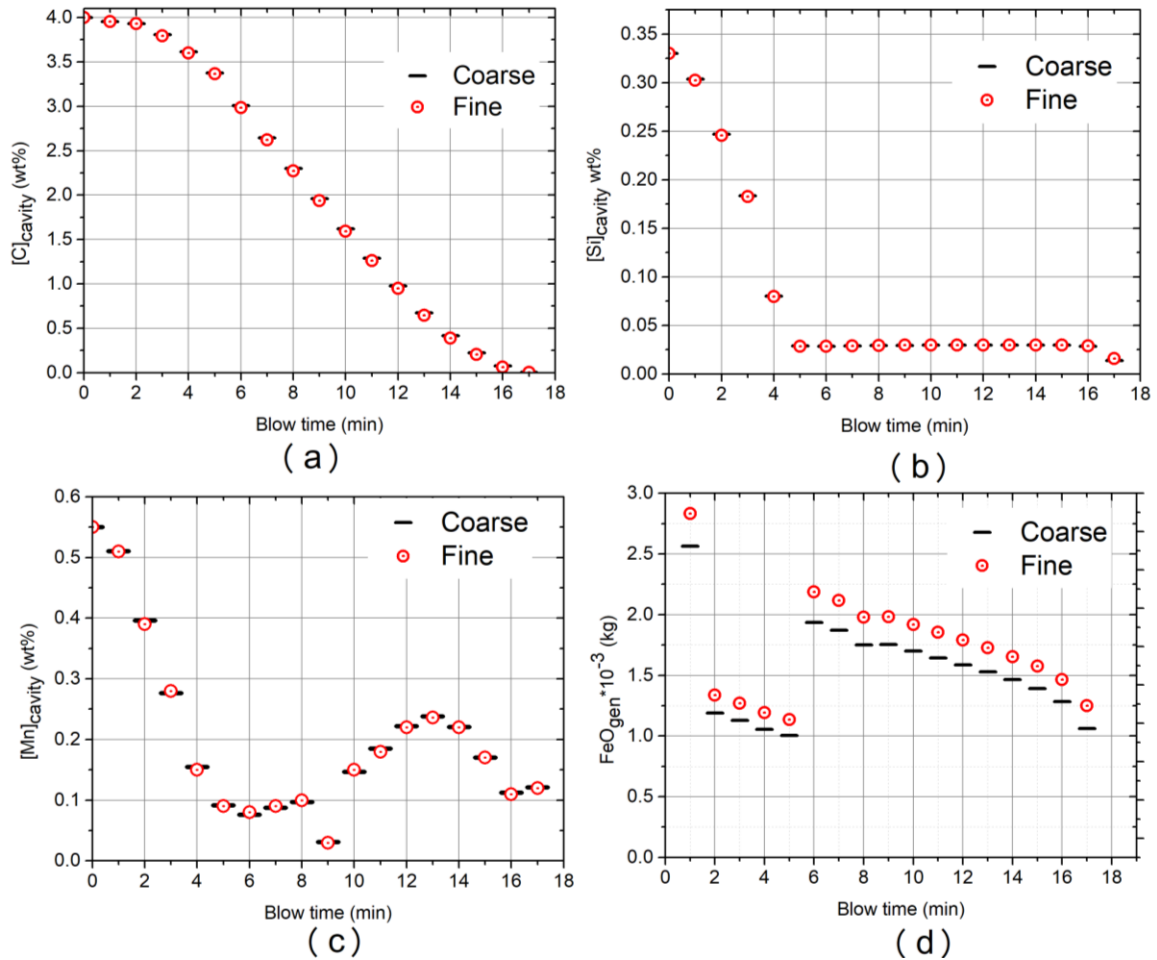 4.0
3.5
3.0
2.5
2.0
1.5
1.0
0.5
0.0
[C]cavity (wt%)
Coarse
Fine
0 2 4 6 8 10 12 14 16 18
Blow time (min)
( a )
0.35
0.30
0.25
0.20
0.15
0.10
0.05
0.00
[Si]cavity wt%
Coarse
Fine
0 2 4 6 8 10 12 14 16 18
Blow time (min)
( b )
0.6
0.5
0.4
0.3
0.2
0.1
0.0
[Mn]cavity (wt%)
Coarse
Fine
0 2 4 6 8 10 12 14 16 18
Blow time (min)
( c )
3.0
2.5
2.0
1.5
1.0
0.5
0.0
FeOgen*10-3 (kg)
Coarse
Fine
0 2 4 6 8 10 12 14 16 18
Blow time (min)
( d )